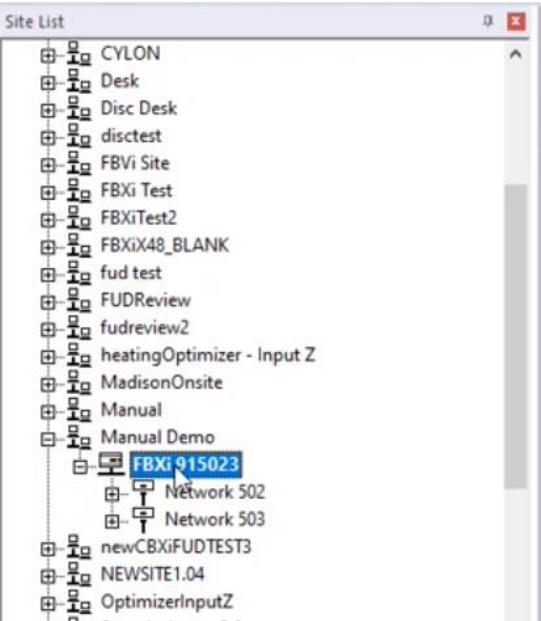 Site List
CYLON
Desk
Disc Desk
disctest
FBVi Site
FBXi Test
FBXiTest2
FBXiX48_BLANK
fud test
FUDReview
fudreview2
heatingOptimizer - Input Z
MadisonOnsite
Manual
Manual Demo
FBXi 915023
Network 502
Network 503
newCBXiFUDTEST3
NEWSITE1.04
OptimizerInputZ